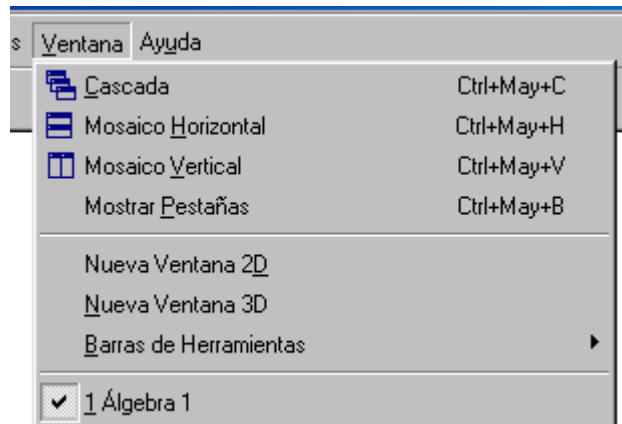 s Ventana Ayuda
Cascada Ctrl+May+C
Mosaico Horizontal Ctrl+May+H
Mosaico Vertical Ctrl+May+V
Mostrar Pestañas Ctrl+May+B
Nueva Ventana 2D
Nueva Ventana 3D
Barras de Herramientas
1 Álgebra 1